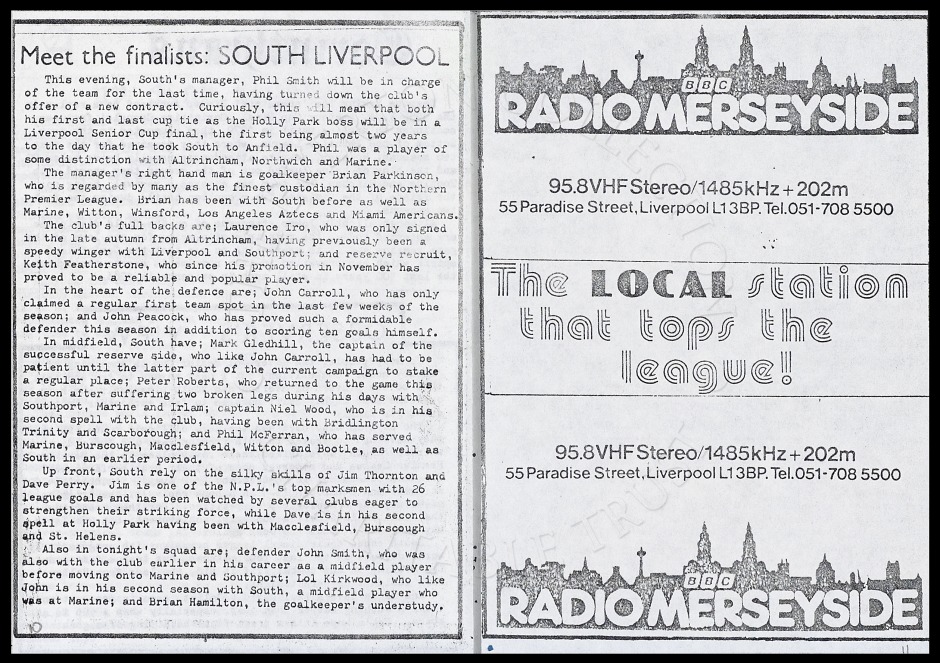 Meet the finalists: SOUTH LIVERPOOL
This evening, South's manager, Phil Smith will be in charge
of the team for the last time, having turned down the club's
offer of a new contract. Curiously, this will mean that both
his first and last cup tie as the Holly Park boss will be in a
Liverpool Senior Cup final, the first being almost two years
to the day that he took South to Anfield. Phil was a player of
some distinction with Altrincham, Northwich and Marine.
The manager's right hand man is goalkeeper Brian Parkinson,
who is regarded by many as the finest custodian in the Northern
Premier League. Brian has been with South before as well as
Marine, Witton, Winsford, Los Angeles Aztecs and Miami Americans.
The club's full backs are; Laurence Iro, who was only signed
in the late autumn from Altrincham, having previously been a
speedy winger with Liverpool and Southport; and reserve recruit,
Keith Featherstone, who since his promotion in November has
proved to be a reliable and popular player.
In the heart of the defence are; John Carroll, who has only
claimed a regular first team spot in the last few weeks of the
season; and John Peacock, who has proved such a formidable
defender this season in addition to scoring ten goals himself.
In midfield, South have; Mark Gledhill, the captain of the
successful reserve side, who like John Carroll, has had to be
patient until the latter part of the current campaign to stake
a regular place; Peter Roberts, who returned to the game this
season after suffering two broken legs during his days with
Southport, Marine and Irlam; captain Niel Wood, who is in his
second spell with the club, having been with Bridlington
Trinity and Scarborough; and Phil McFerran, who has served
Marine, Burscough, Macclesfield, Witton and Bootle, as well as
South in an earlier period.
Up front, South rely on the silky skills of Jim Thornton and
Dave Perry. Jim is one of the N.P.L.'s top marksmen with 26
league goals and has been watched by several clubs eager to
strengthen their striking force, while Dave is in his second
spell at Holly Park having been with Macclesfield, Burscough
and St. Helens.
Also in tonight's squad are; defender John Smith, who was
also with the club earlier in his career as a midfield player
before moving onto Marine and Southport; Lol Kirkwood, who like
John is in his second season with South, a midfield player who
was at Marine; and Brian Hamilton, the goalkeeper's understudy.
10
BBC
RADIO MERSEYSIDE
95.8 VHF Stereo/1485kHz + 202m
55 Paradise Street, Liverpool L1 3BP. Tel. 051-708 5500
The LOCAL station
that tops the
league!
95.8 VHF Stereo/1485kHz + 202m
55 Paradise Street, Liverpool L1 3BP. Tel. 051-708 5500
BBC
RADIO MERSEYSIDE
11